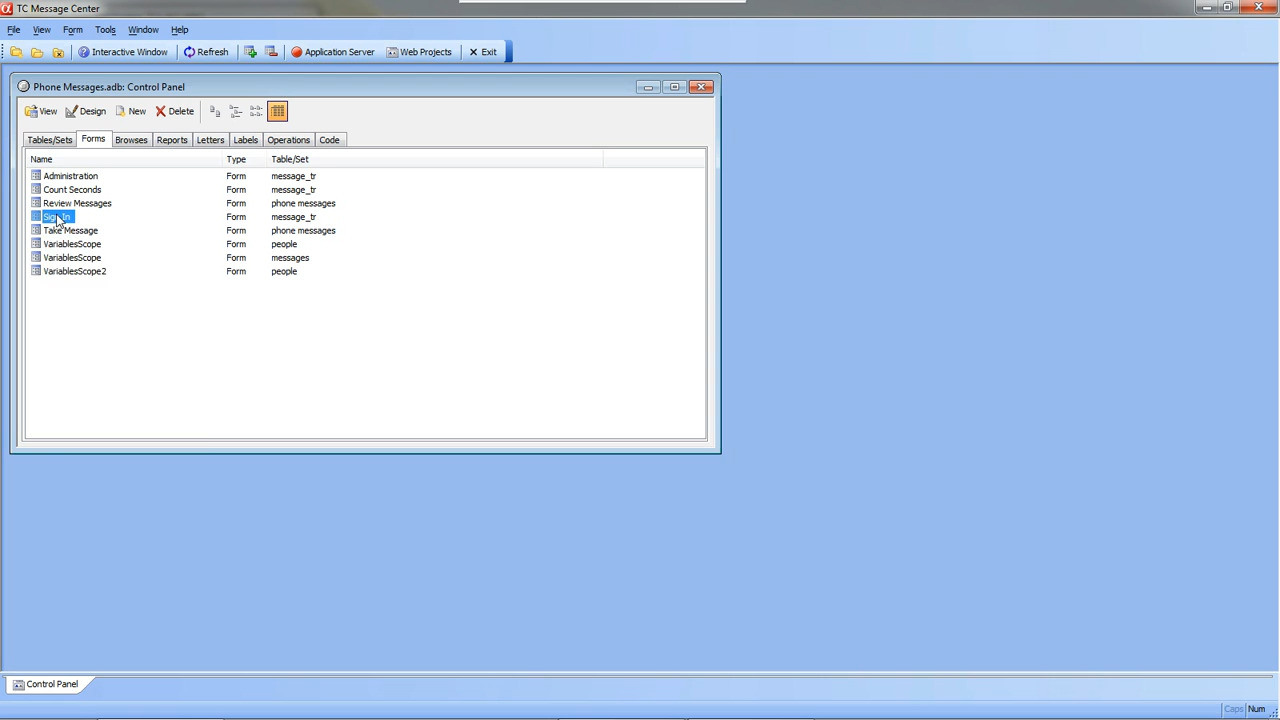 TC Message Center
File View Form Tools Window Help
Interactive Window Refresh Application Server Web Projects Exit
Phone Messages.adb: Control Panel
View Design New Delete
Tables/Sets Forms Browses Reports Letters Labels Operations Code
Name Type Table/Set
Administration Form message_tr
Count Seconds Form message_tr
Review Messages Form phone messages
Sign In Form message_tr
Take Message Form phone messages
VariablesScope Form people
VariablesScope Form messages
VariablesScope2 Form people
Control Panel
Caps Num